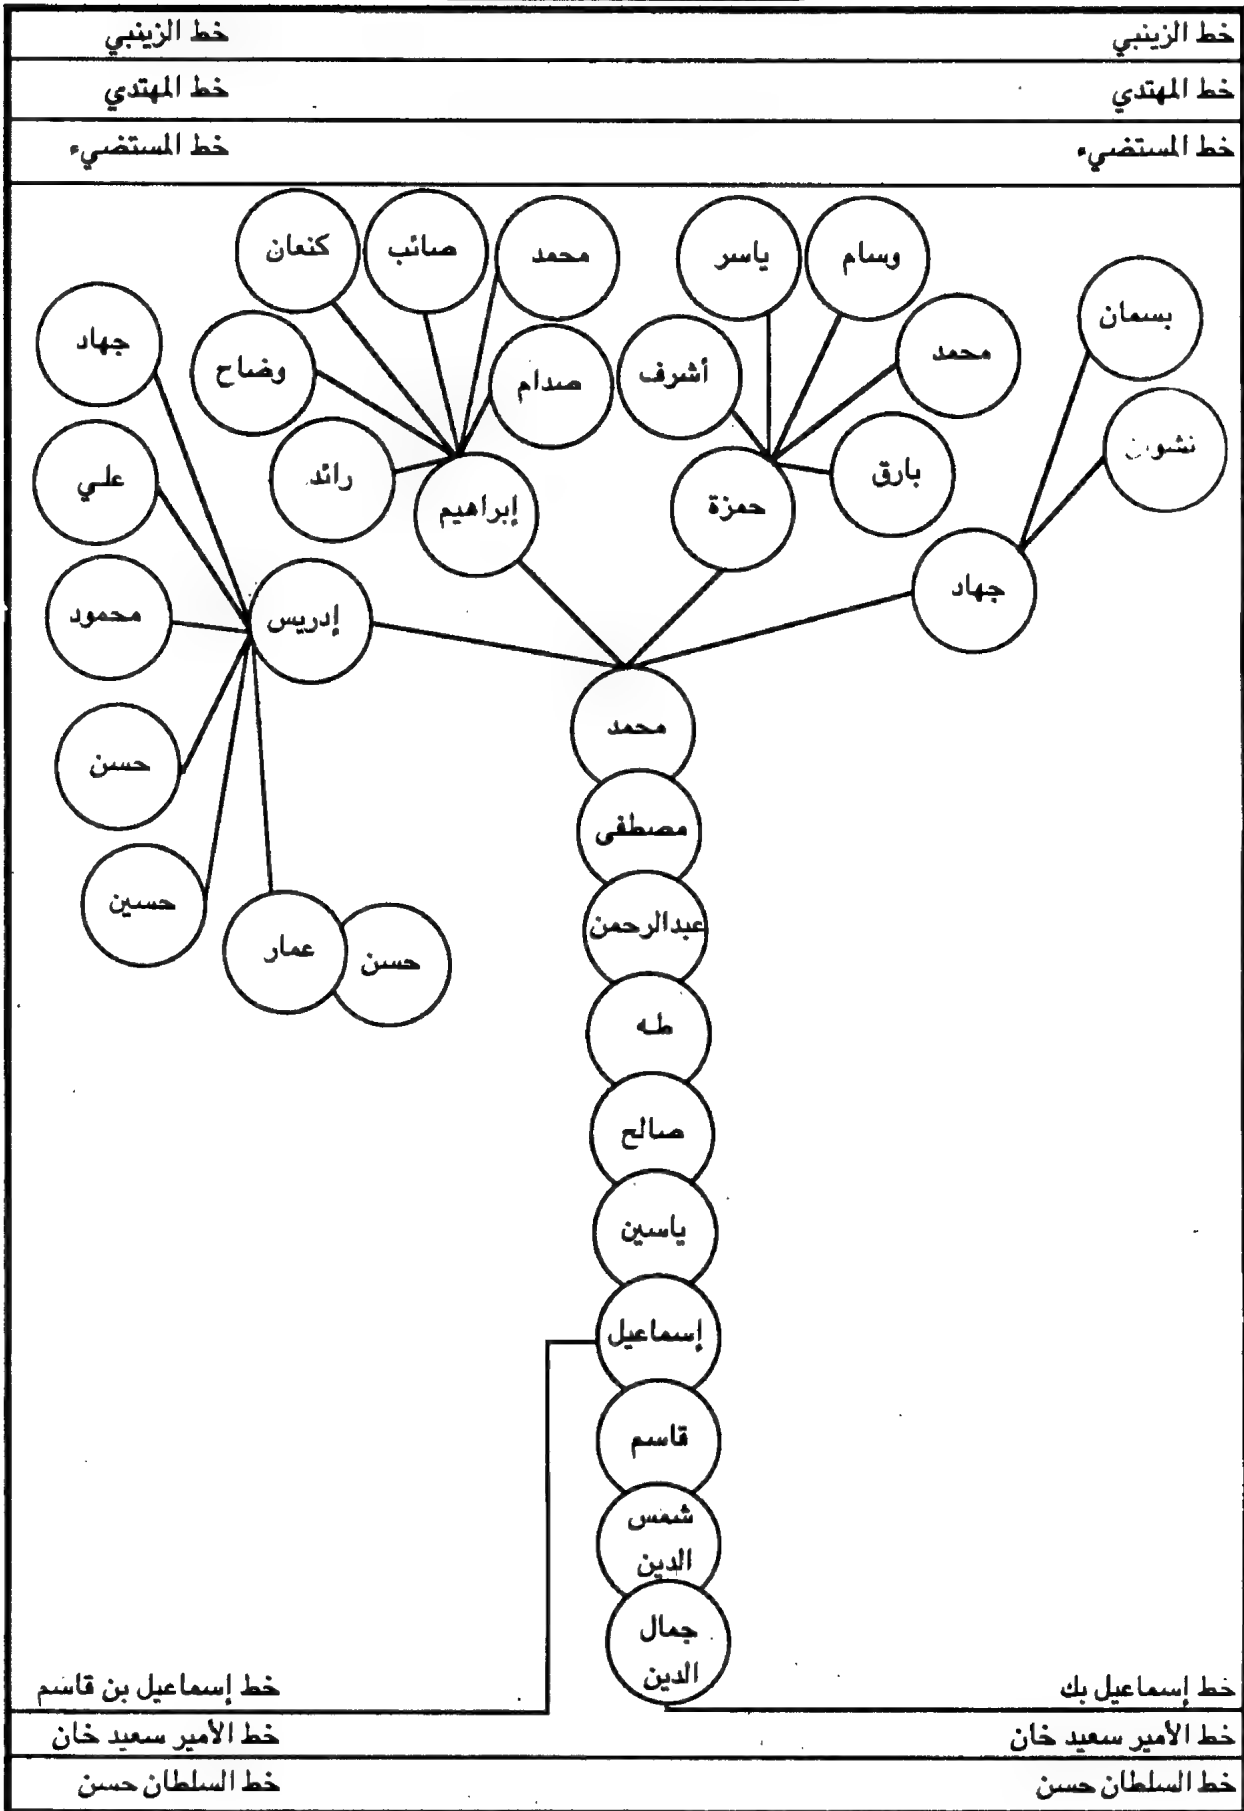 خط الزينبي
خط الزينبي
خط المهتدي
خط المهتدي
خط المستضيء
خط المستضيء
وسام
ياسر
محمد
صائب
كنعان
بسمان
محمد
أشرف
صدام
وضاح
جهاد
نشوان
بارق
حمزة
إبراهيم
رائد
علي
جهاد
إدريس
محمود
محمد
حسن
مصطفى
حسين
عبدالرحمن
عمار
حسن
طه
صالح
ياسين
إسماعيل
قاسم
شمس
الدين
جمال
الدين
خط إسماعيل بك
خط إسماعيل بن قاسم
خط الأمير سعيد خان
خط الأمير سعيد خان
خط السلطان حسن
خط السلطان حسن